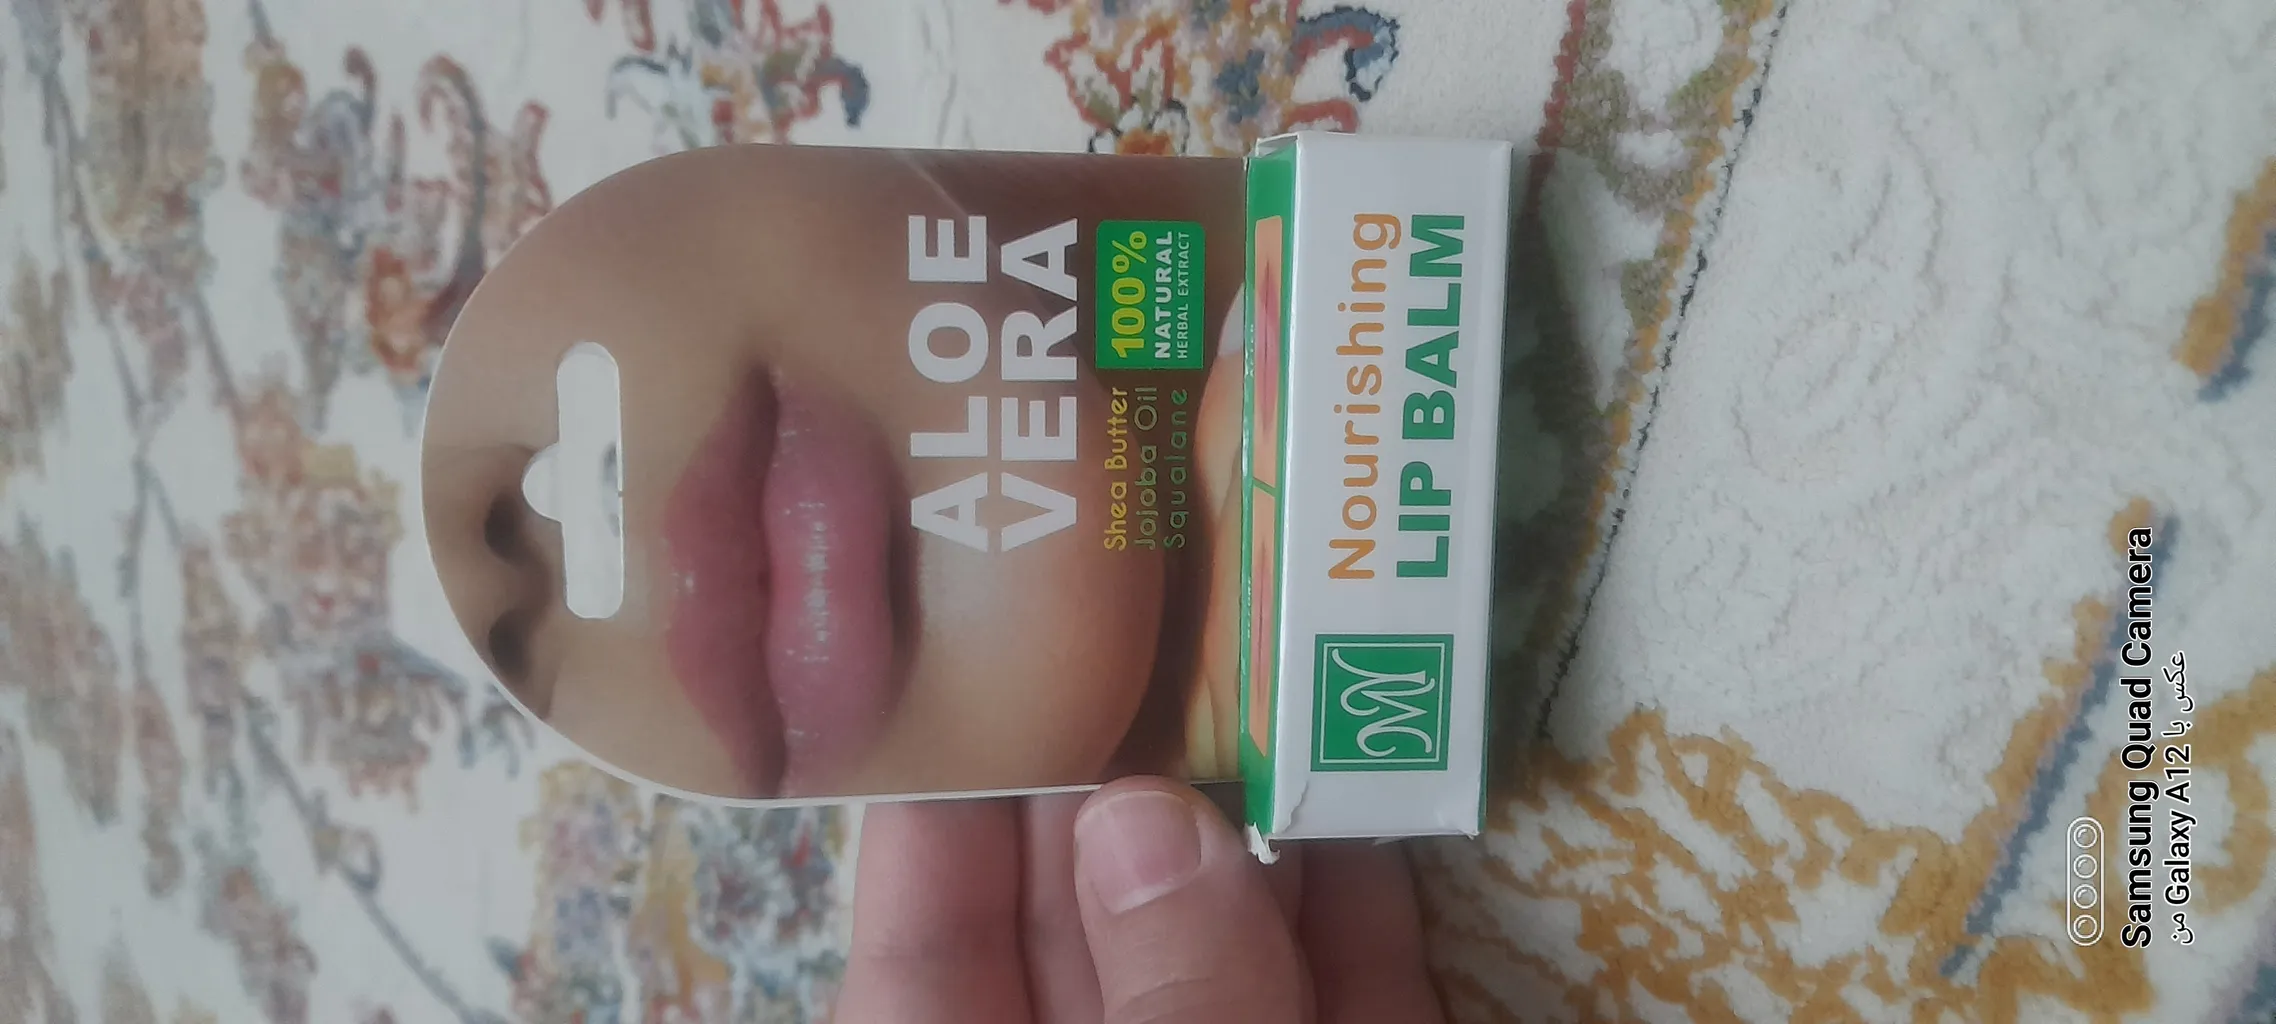 ALOE
VERA
Shea Butter
Jojoba Oil
Squalane
100%
NATURAL
HERBAL EXTRACT
Nourishing
LIP BALM
MY
Samsung Quad Camera
عکس با Galaxy A12 من